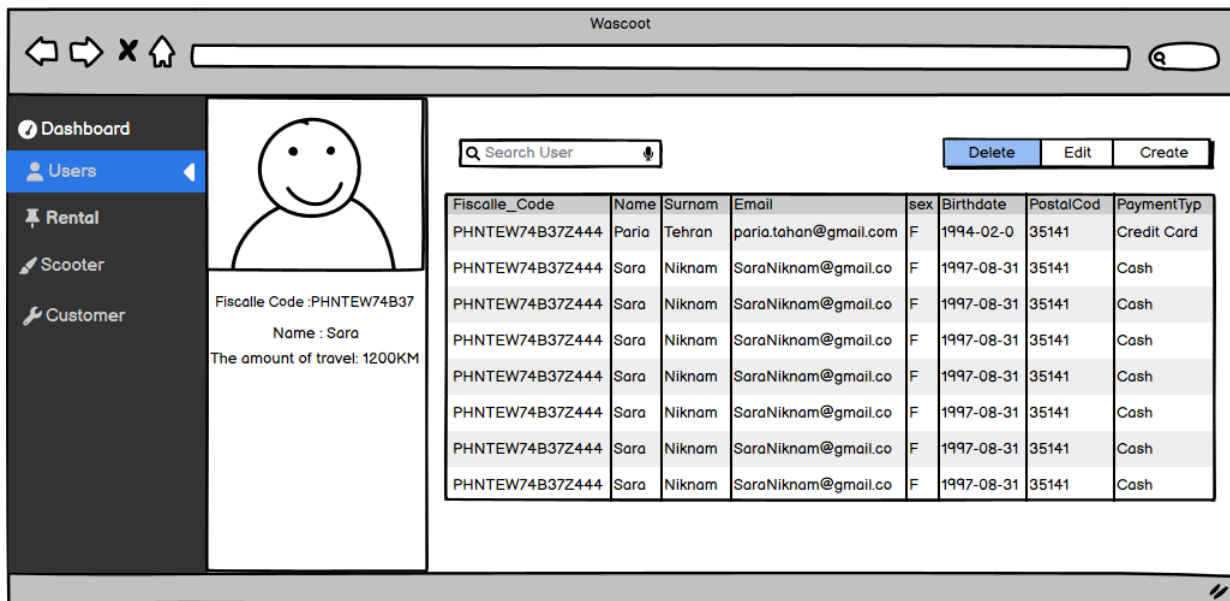 Wascoot
Dashboard
Users
Rental
Scooter
Customer
Fiscalle Code :PHNTEW74B37
Name : Sara
The amount of travel: 1200KM
Search User
Delete Edit Create
Fiscalle_Code Name Surnam Email sex Birthdate PostalCod PaymentTyp
PHNTEW74B37Z444 Paria Tehran paria.tahan@gmail.com F 1994-02-0 35141 Credit Card
PHNTEW74B37Z444 Sara Niknam SaraNiknam@gmail.co F 1997-08-31 35141 Cash
PHNTEW74B37Z444 Sara Niknam SaraNiknam@gmail.co F 1997-08-31 35141 Cash
PHNTEW74B37Z444 Sara Niknam SaraNiknam@gmail.co F 1997-08-31 35141 Cash
PHNTEW74B37Z444 Sara Niknam SaraNiknam@gmail.co F 1997-08-31 35141 Cash
PHNTEW74B37Z444 Sara Niknam SaraNiknam@gmail.co F 1997-08-31 35141 Cash
PHNTEW74B37Z444 Sara Niknam SaraNiknam@gmail.co F 1997-08-31 35141 Cash
PHNTEW74B37Z444 Sara Niknam SaraNiknam@gmail.co F 1997-08-31 35141 Cash